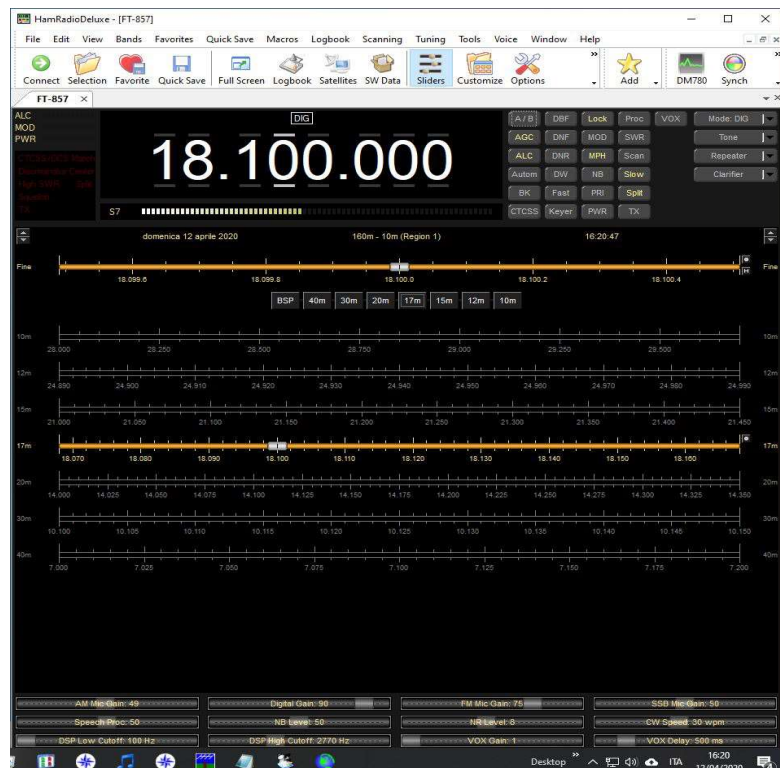 HamRadioDeluxe - [FT-857]
File Edit View Bands Favorites Quick Save Macros Logbook Scanning Tuning Tools Voice Window Help
Connect Selection Favorite Quick Save Full Screen Logbook Satellites SW Data Sliders Customize Options Add DM780 Synch
FT-857
ALC
MOD
PWR
DIG
18.100.000
S7
A / B DBF Lock Proc VOX Mode: DIG
AGC DNF MOD SWR Tone
ALC DNR MPH Scan Repeater
Autom DW NB Slow Clarifier
BK Fast PRI Split
CTCSS Keyer PWR TX
domenica 12 aprile 2020 160m - 10m (Region 1) 16:20:47
Fine Fine
18.099.6 18.099.8 18.100.0 18.100.2 18.100.4
BSP 40m 30m 20m 17m 15m 12m 10m
10m 10m
28.000 28.250 28.500 28.750 29.000 29.250 29.500
12m 12m
24.890 24.900 24.910 24.920 24.930 24.940 24.950 24.960 24.970 24.980 24.990
15m 15m
21.000 21.050 21.100 21.150 21.200 21.250 21.300 21.350 21.400 21.450
17m 17m
18.070 18.080 18.090 18.100 18.110 18.120 18.130 18.140 18.150 18.160
20m 20m
14.000 14.025 14.050 14.075 14.100 14.125 14.150 14.175 14.200 14.225 14.250 14.275 14.300 14.325 14.350
30m 30m
10.100 10.105 10.110 10.115 10.120 10.125 10.130 10.135 10.140 10.145 10.150
40m 40m
7.000 7.025 7.050 7.075 7.100 7.125 7.150 7.175 7.200
AM Mic Gain: 49 Digital Gain: 90 FM Mic Gain: 75 SSB Mic Gain: 50
Speech Proc: 50 NB Level: 50 NR Level: 8 CW Speed: 30 wpm
DSP Low Cutoff: 100 Hz DSP High Cutoff: 2770 Hz VOX Gain: 1 VOX Delay: 500 ms
Desktop ITA 16:20
12/04/2020